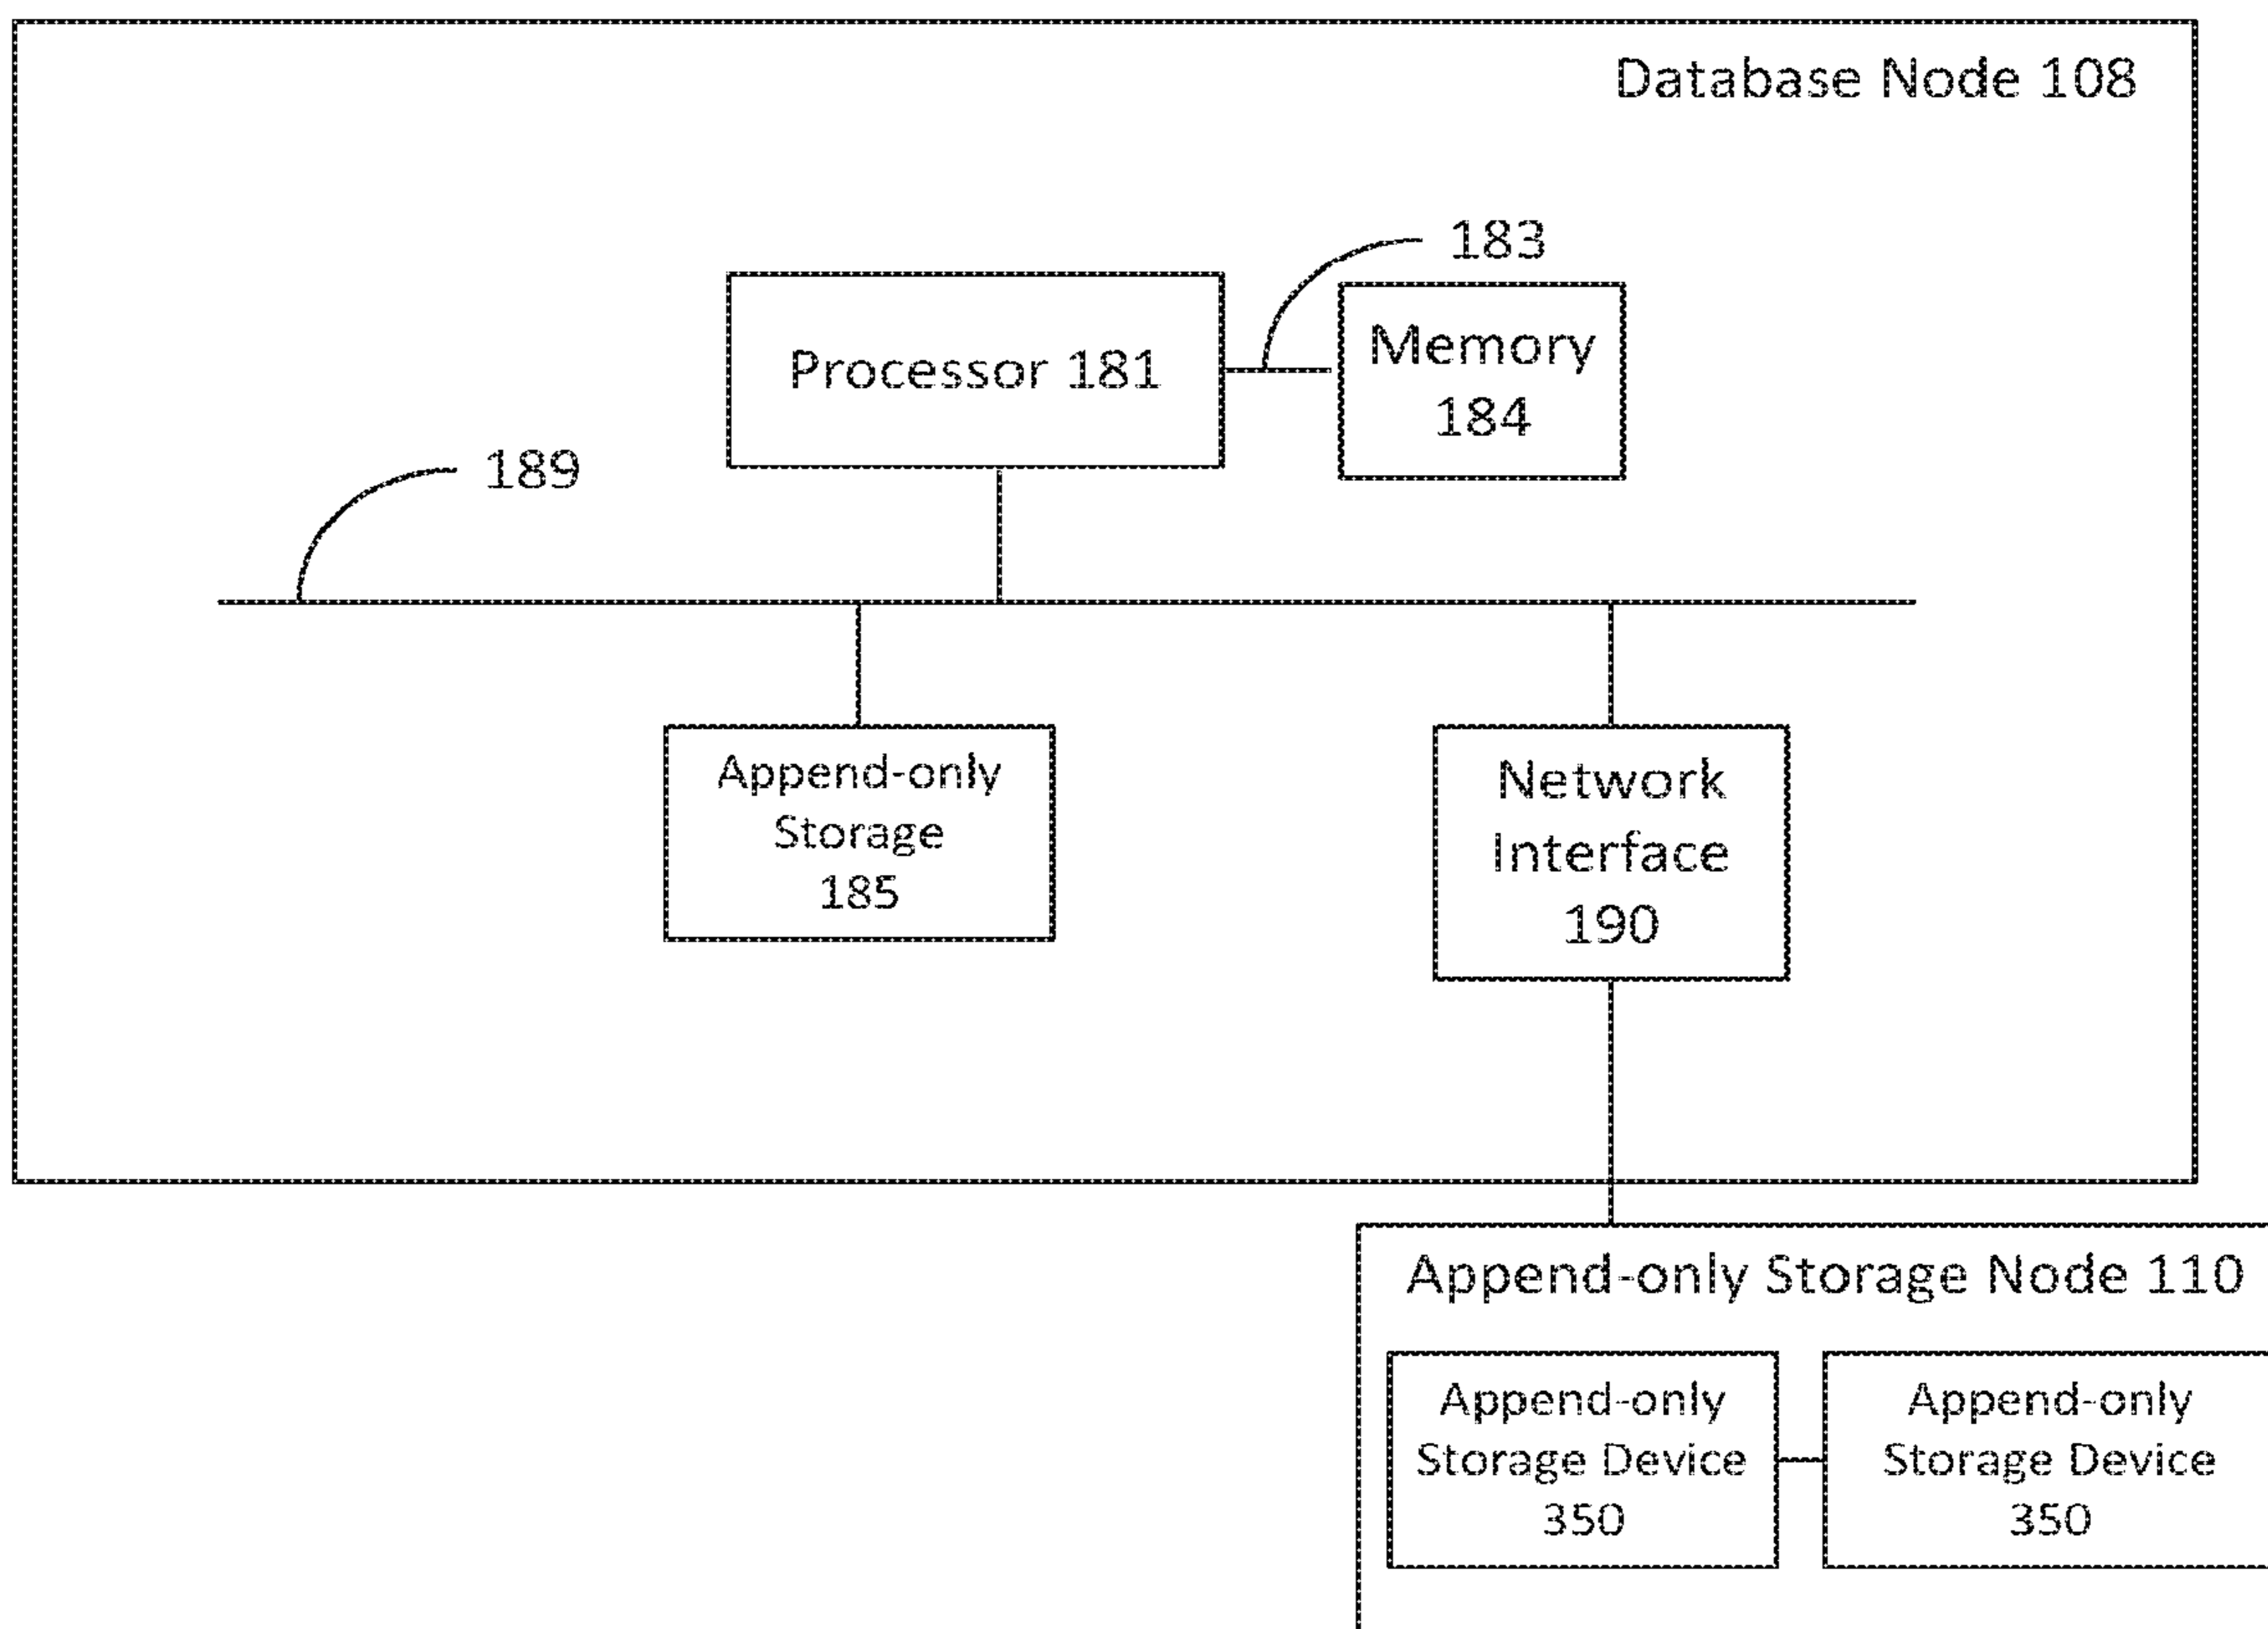 Database Node 108
183
Processor 181
Memory
184
189
Append-only
Storage
185
Network
Interface
190
Append-only Storage Node 110
Append-only
Storage Device
350
Append-only
Storage Device
350